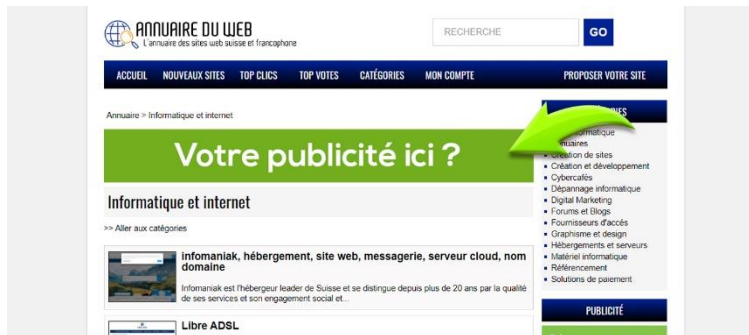 ANNUAIRE DU WEB
L'annuaire des sites web suisse et francophone
RECHERCHE
GO
ACCUEIL NOUVEAUX SITES TOP CLICS TOP VOTES CATÉGORIES MON COMPTE PROPOSER VOTRE SITE
Annuaire > Informatique et internet
Votre publicité ici ?
Informatique et internet
>> Aller aux catégories
infomaniak, hébergement, site web, messagerie, serveur cloud, nom
domaine
Infomaniak est l'hébergeur leader de Suisse et se distingue depuis plus de 20 ans par la qualité
de ses services et son engagement social et...
Libre ADSL
Création de sites
Création et développement
Cybercafés
Dépannage informatique
Digital Marketing
Forums et Blogs
Fournisseurs d'accés
Graphisme et design
Hébergements et serveurs
Matériel informatique
Référencement
Solutions de paiement
PUBLICITÉ